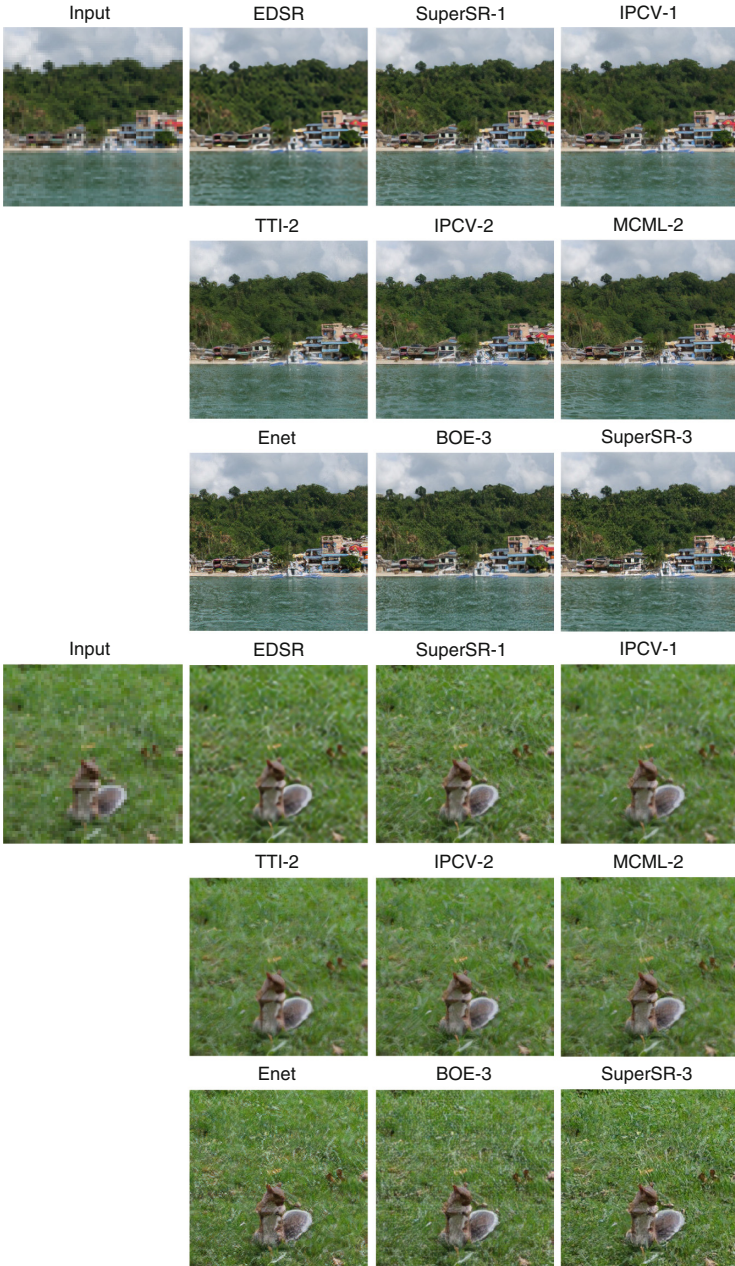 Input EDSR SuperSR-1 IPCV-1
TTI-2 IPCV-2 MCML-2
Enet BOE-3 SuperSR-3
Input EDSR SuperSR-1 IPCV-1
TTI-2 IPCV-2 MCML-2
Enet BOE-3 SuperSR-3